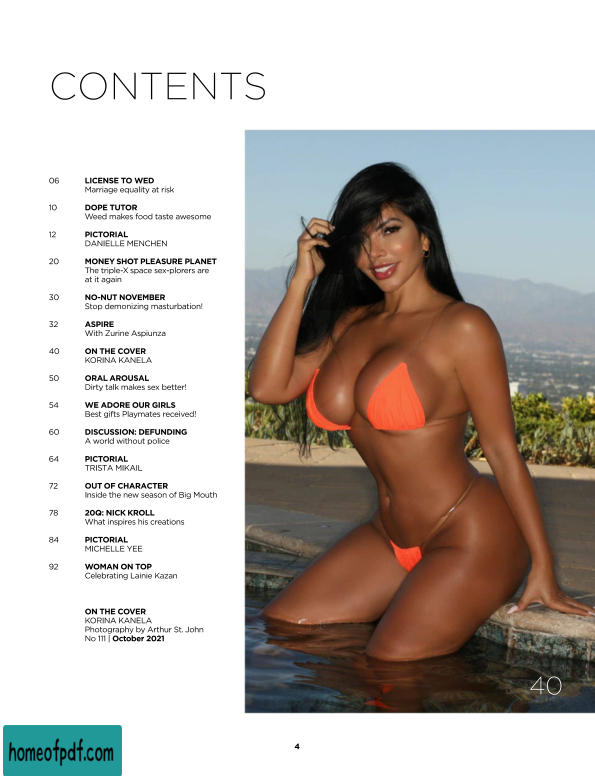 CONTENTS
06 LICENSE TO WED
Marriage equality at risk
10 DOPE TUTOR
Weed makes food taste awesome
12 PICTORIAL
DANIELLE MENCHEN
20 MONEY SHOT PLEASURE PLANET
The triple-X space sex-plorers are
at it again
30 NO-NUT NOVEMBER
Stop demonizing masturbation!
32 ASPIRE
With Zurine Aspiunza
40 ON THE COVER
KORINA KANELA
50 ORAL AROUSAL
Dirty talk makes sex better!
54 WE ADORE OUR GIRLS
Best gifts Playmates received!
60 DISCUSSION: DEFUNDING
A world without police
64 PICTORIAL
TRISTA MIKAIL
72 OUT OF CHARACTER
Inside the new season of Big Mouth
78 20Q: NICK KROLL
What inspires his creations
84 PICTORIAL
MICHELLE YEE
92 WOMAN ON TOP
Celebrating Lainie Kazan
ON THE COVER
KORINA KANELA
Photography by Arthur St. John
No 111 | October 2021
40
4
homeofpdf.com